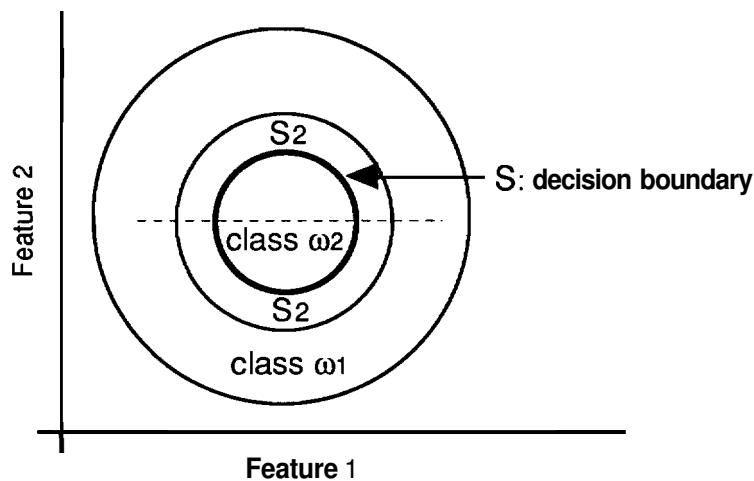 S2
S: decision boundary
Feature 2
class ω2
S2
class ω1
Feature 1